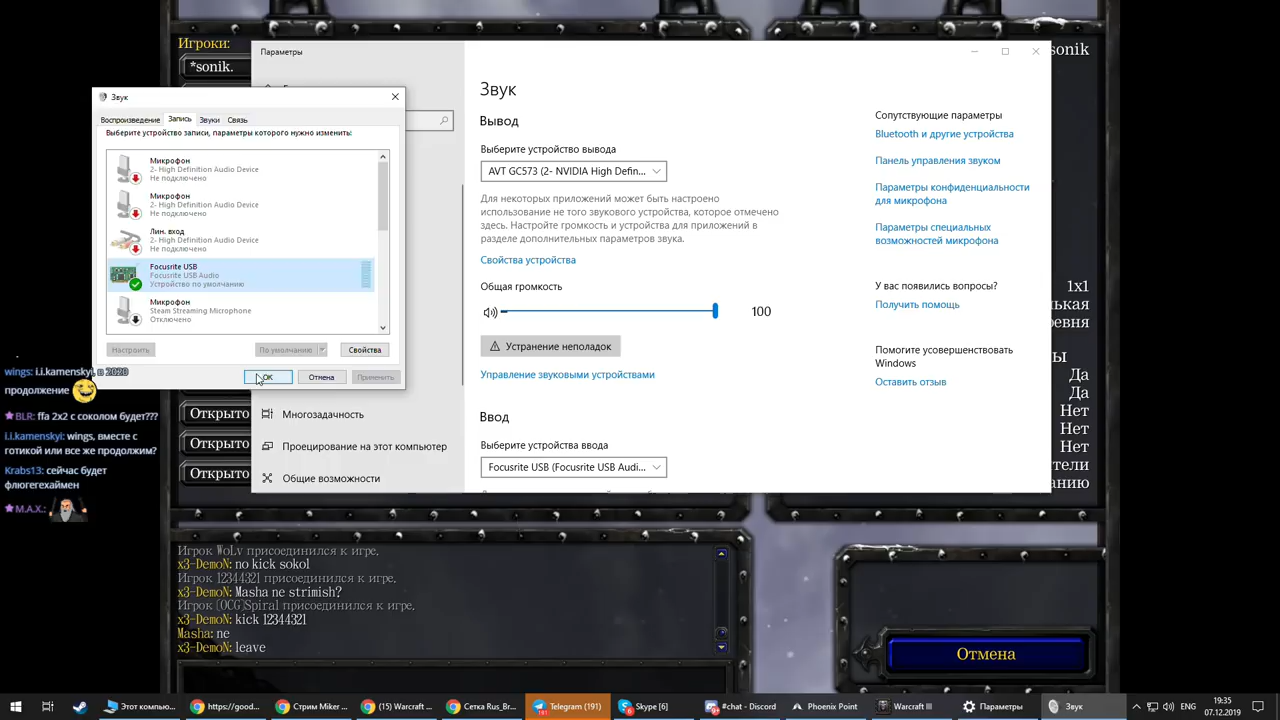 Игроки:
*sonik.
Параметры
sonik
Звук
Воспроизведение
Запись
Звуки
Связь
Выберите устройство записи, параметры которого нужно изменить:
Микрофон
2- High Definition Audio Device
Не подключено
Микрофон
2- High Definition Audio Device
Не подключено
Лин. вход
2- High Definition Audio Device
Не подключено
Focusrite USB
Focusrite USB Audio
Устройство по умолчанию
Микрофон
Steam Streaming Microphone
Отключено
Настроить
По умолчанию
Свойства
OK
Отмена
Применить
Многозадачность
Проецирование на этот компьютер
Общие возможности
Звук
Вывод
Выберите устройство вывода
AVT GC573 (2- NVIDIA High Defin...
Для некоторых приложений может быть настроено
использование не того звукового устройства, которое отмечено
здесь. Настройте громкость и устройства для приложений в
разделе дополнительных параметров звука.
Свойства устройства
Общая громкость
100
Устранение неполадок
Управление звуковыми устройствами
Ввод
Выберите устройства ввода
Focusrite USB (Focusrite USB Audi...
Сопутствующие параметры
Bluetooth и другие устройства
Панель управления звуком
Параметры конфиденциальности
для микрофона
Параметры специальных
возможностей микрофона
У вас появились вопросы?
Получить помощь
Помогите усовершенствовать
Windows
Оставить отзыв
1x1
Да
Да
Нет
Нет
Нет
wings: i.i.kamenskyi, в 2020
продолжение
BLR: ffa 2x2 с соколом будет???
i.i.kamenskyi: wings, вместе с
готикой или все же продолжим?
Krabs13: сейчас будет
флюгегехаймен
M.A.X.:
Открыто
Открыто
Открыто
Игрок WoLv присоединился к игре.
x3-DemoN: no kick sokol
Игрок 12344321 присоединился к игре.
x3-DemoN: Masha ne strimish?
Игрок [OCG]Spiral присоединился к игре.
x3-DemoN: kick 12344321
Masha: ne
x3-DemoN: leave
Отмена
Этот компью...
https://good...
Стрим Miker ...
(15) Warcraft ...
Сетка Rus_Br...
Telegram (191)
Skype [6]
#chat - Discord
Phoenix Point
Warcraft III
Параметры
Звук
ENG
19:35
07.12.2019